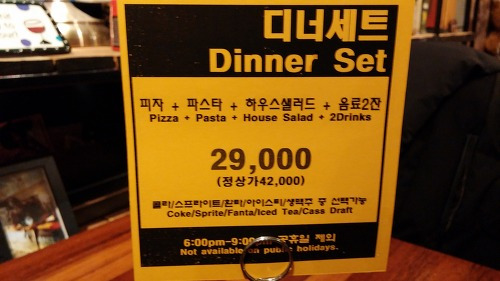 디너세트
Dinner Set
피자 + 파스타 + 하우스샐러드 + 음료2잔
Pizza + Pasta + House Salad + 2Drinks
29,000
(정상가42,000)
콜라/스프라이트/환타/아이스티/생맥주 중 선택가능
Coke/Sprite/Fanta/Iced Tea/Cass Draft
6:00pm-9:00pm 공휴일 제외
Not available on public holidays.